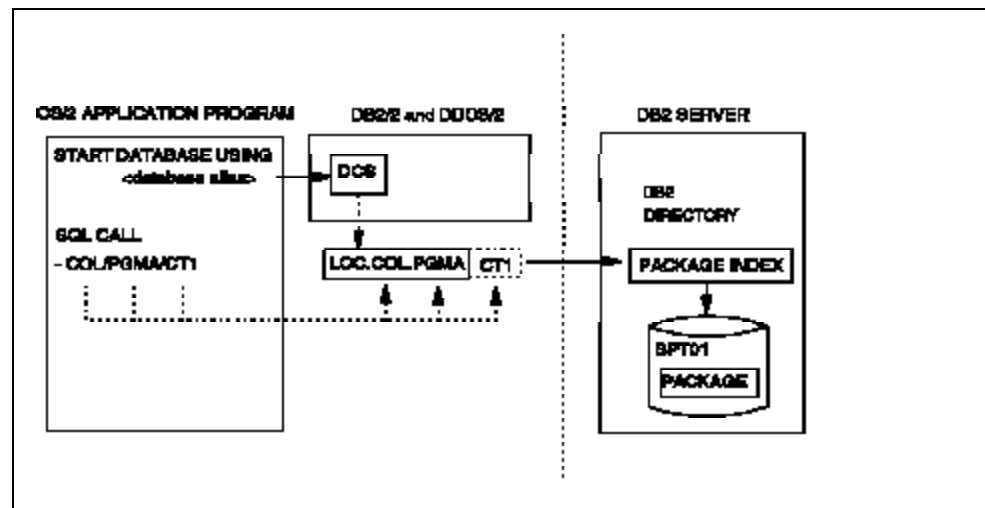 OS/2 APPLICATION PROGRAM
START DATABASE USING
<database alias>
SQL CALL
- COL/PGMA/CT1
DB2/2 and DDCS/2
DCS
LOC.COL.PGMA CT1
DB2 SERVER
DB2
DIRECTORY
PACKAGE INDEX
SPT01
PACKAGE